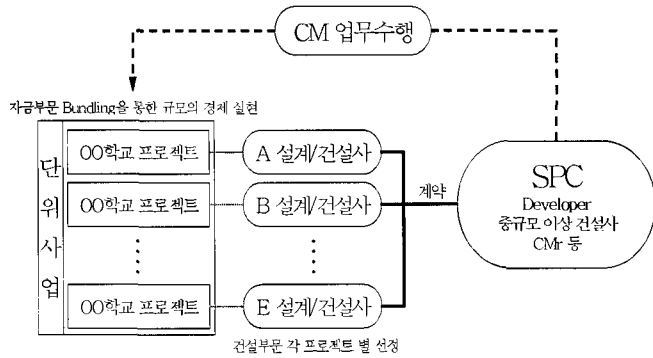 CM 업무수행
자금부문 Bundling을 통한 규모의 경제 실현
단위사업
OO학교 프로젝트
A 설계/건설사
OO학교 프로젝트
B 설계/건설사
OO학교 프로젝트
E 설계/건설사
계약
SPC
Developer
중규모 이상 건설사
CMr 등
건설부문 각 프로젝트 별 선정